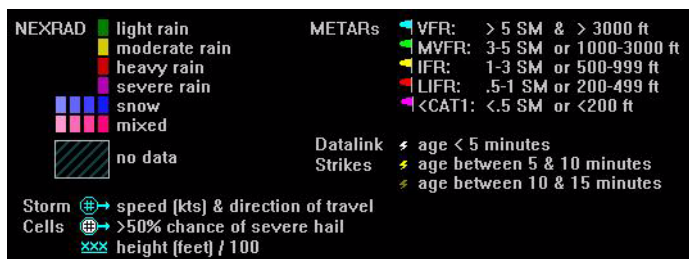 NEXRAD light rain
moderate rain
heavy rain
severe rain
snow
mixed
no data
METARs VFR: > 5 SM & > 3000 ft
MVFR: 3-5 SM or 1000-3000 ft
IFR: 1-3 SM or 500-999 ft
LIFR: .5-1 SM or 200-499 ft
<CAT1: <.5 SM or <200 ft
Datalink Strikes
age < 5 minutes
age between 5 & 10 minutes
age between 10 & 15 minutes
Storm Cells
# speed (kts) & direction of travel
# >50% chance of severe hail
xxx height (feet) / 100